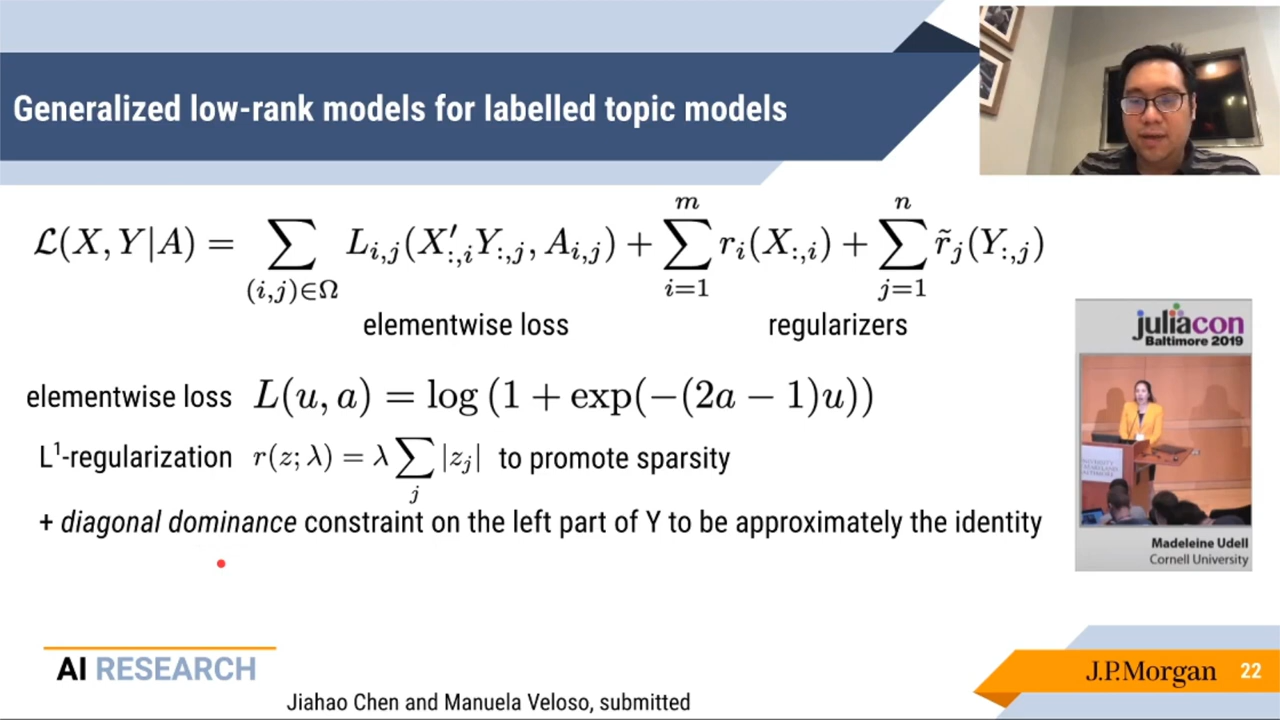 Generalized low-rank models for labelled topic models
ℒ(X, Y|A) = ∑_{(i,j)∈Ω} L_{i,j}(X′_{:,i}Y_{:,j}, A_{i,j}) + ∑_{i=1}^{m} r_i(X_{:,i}) + ∑_{j=1}^{n} r̃_j(Y_{:,j})
elementwise loss regularizers
elementwise loss L(u, a) = log (1 + exp(−(2a − 1)u))
L¹-regularization r(z; λ) = λ ∑_j |z_j| to promote sparsity
+ diagonal dominance constraint on the left part of Y to be approximately the identity
juliacon
Baltimore 2019
Madeleine Udell
Cornell University
AI RESEARCH
Jiahao Chen and Manuela Veloso, submitted
J.P.Morgan 22